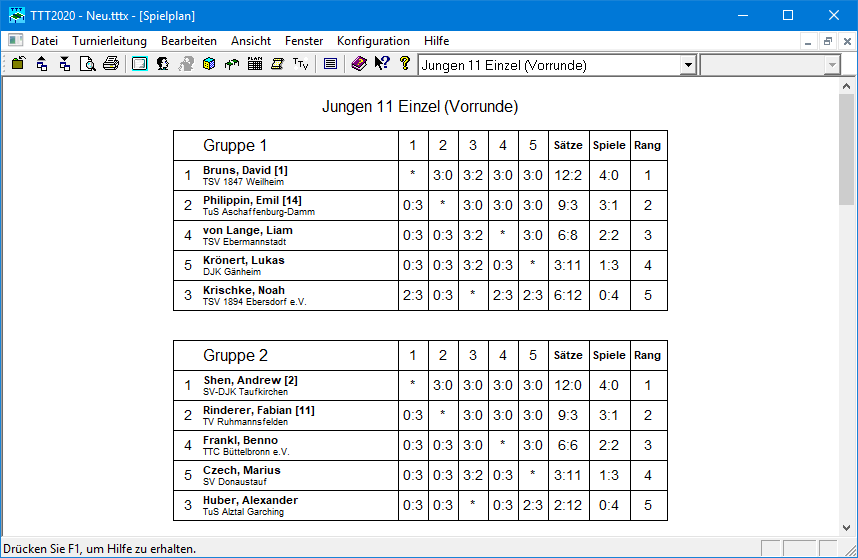 TTT2020 - Neu.tttx - [Spielplan]
Datei Turnierleitung Bearbeiten Ansicht Fenster Konfiguration Hilfe
TTV Jungen 11 Einzel (Vorrunde)
Jungen 11 Einzel (Vorrunde)
Gruppe 1 1 2 3 4 5 Sätze Spiele Rang
1 Bruns, David [1] * 3:0 3:2 3:0 3:0 12:2 4:0 1
TSV 1847 Weilheim
2 Philippin, Emil [14] 0:3 * 3:0 3:0 3:0 9:3 3:1 2
TuS Aschaffenburg-Damm
4 von Lange, Liam 0:3 0:3 3:2 * 3:0 6:8 2:2 3
TSV Ebermannstadt
5 Krönert, Lukas 0:3 0:3 3:2 0:3 * 3:11 1:3 4
DJK Gänheim
3 Krischke, Noah 2:3 0:3 * 2:3 2:3 6:12 0:4 5
TSV 1894 Ebersdorf e.V.
Gruppe 2 1 2 3 4 5 Sätze Spiele Rang
1 Shen, Andrew [2] * 3:0 3:0 3:0 3:0 12:0 4:0 1
SV-DJK Taufkirchen
2 Rinderer, Fabian [11] 0:3 * 3:0 3:0 3:0 9:3 3:1 2
TV Ruhmannsfelden
4 Frankl, Benno 0:3 0:3 3:0 * 3:0 6:6 2:2 3
TTC Büttelbronn e.V.
5 Czech, Marius 0:3 0:3 3:2 0:3 * 3:11 1:3 4
SV Donaustauf
3 Huber, Alexander 0:3 0:3 * 0:3 2:3 2:12 0:4 5
TuS Alztal Garching
Drücken Sie F1, um Hilfe zu erhalten.